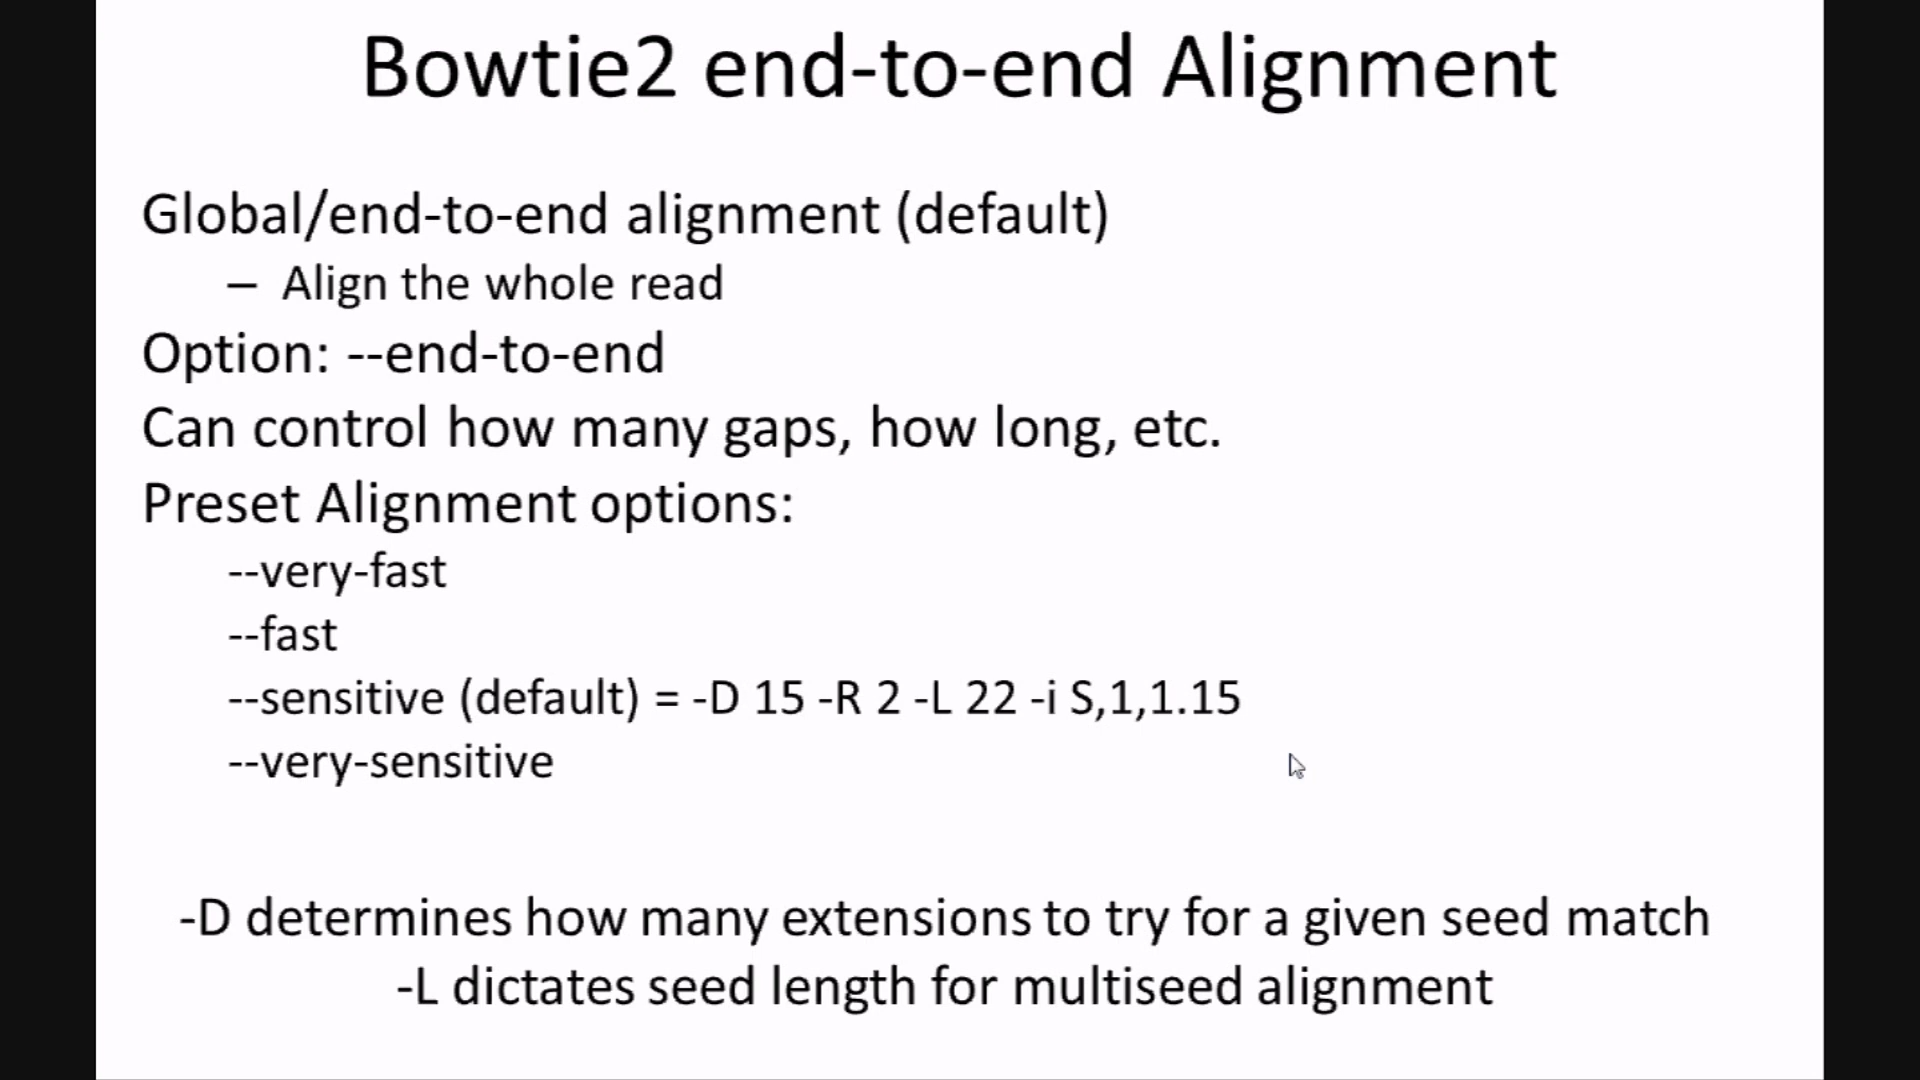 Bowtie2 end-to-end Alignment
Global/end-to-end alignment (default)
– Align the whole read
Option: --end-to-end
Can control how many gaps, how long, etc.
Preset Alignment options:
--very-fast
--fast
--sensitive (default) = -D 15 -R 2 -L 22 -i S,1,1.15
--very-sensitive
-D determines how many extensions to try for a given seed match
-L dictates seed length for multiseed alignment